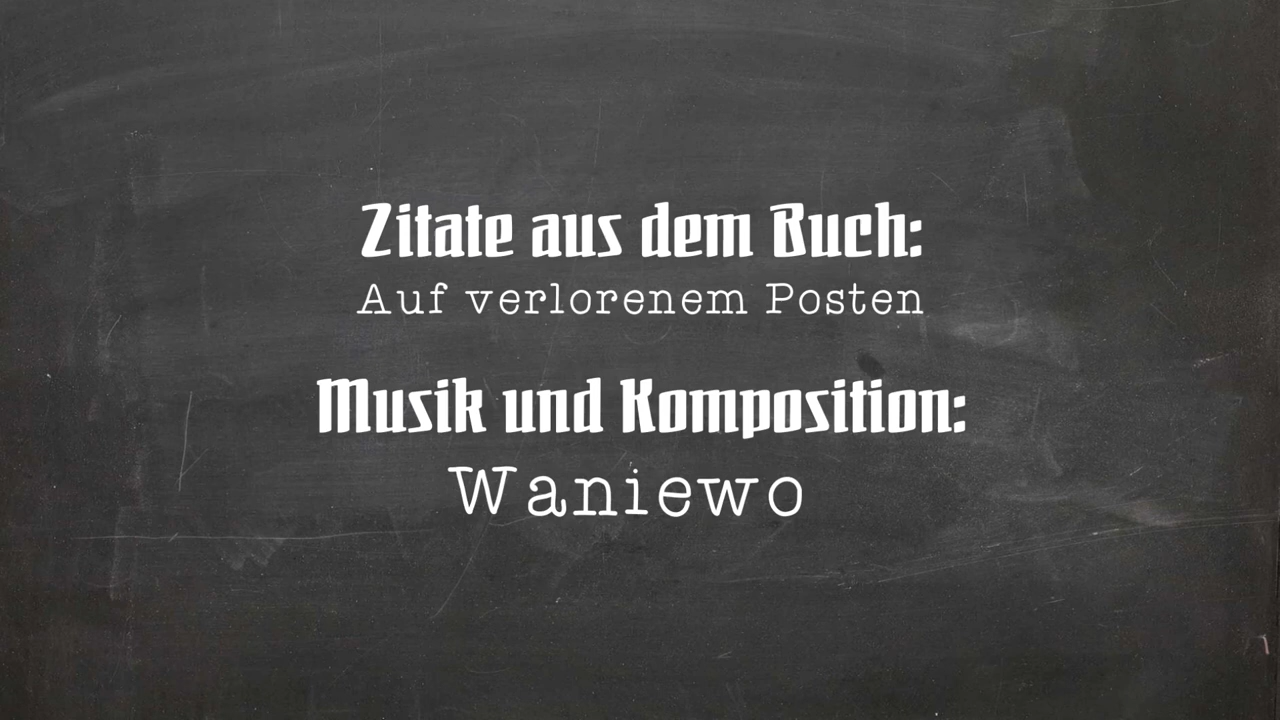 Zitate aus dem Buch:
Auf verlorenem Posten
Musik und Komposition:
Waniewo